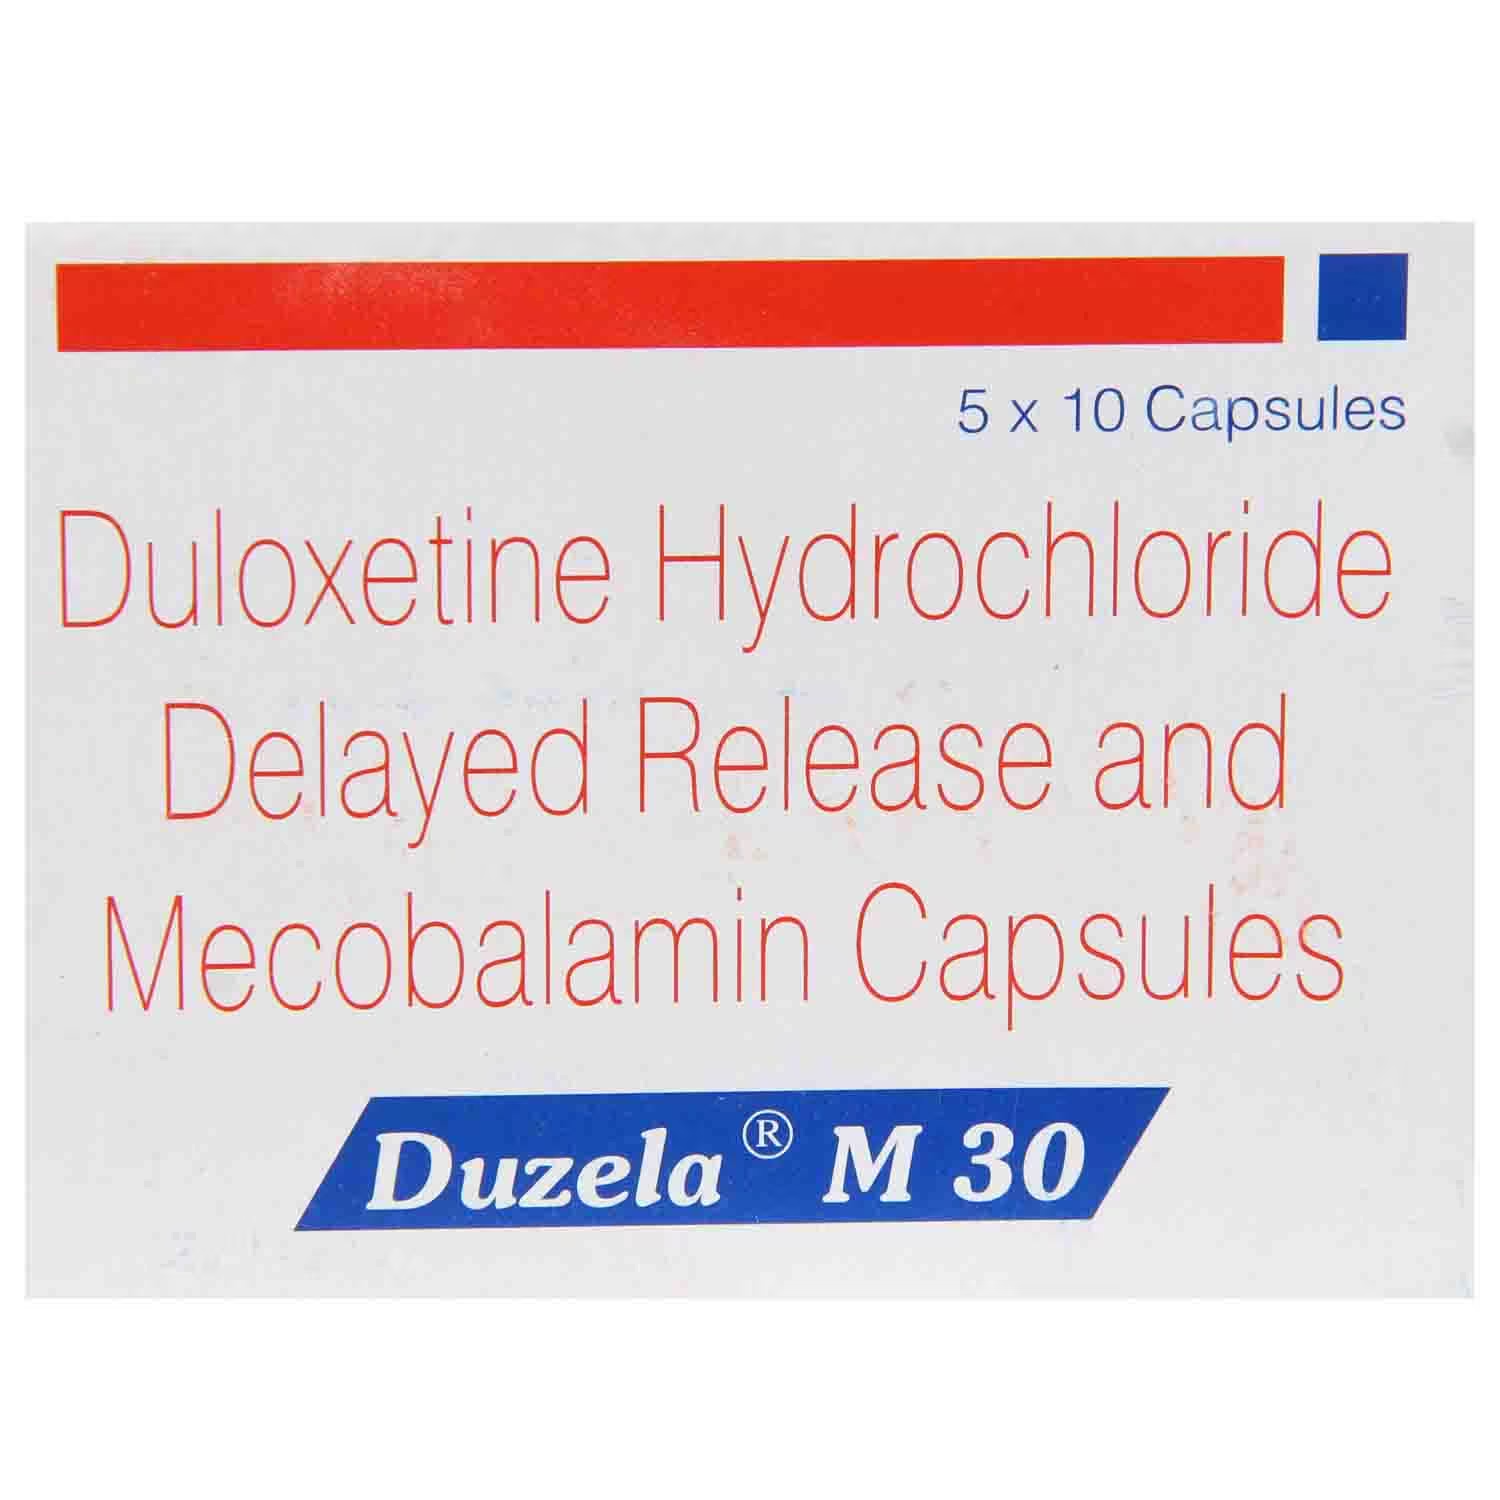 5 x 10 Capsules
Duloxetine Hydrochloride
Delayed Release and
Mecobalamin Capsules
Duzela® M 30